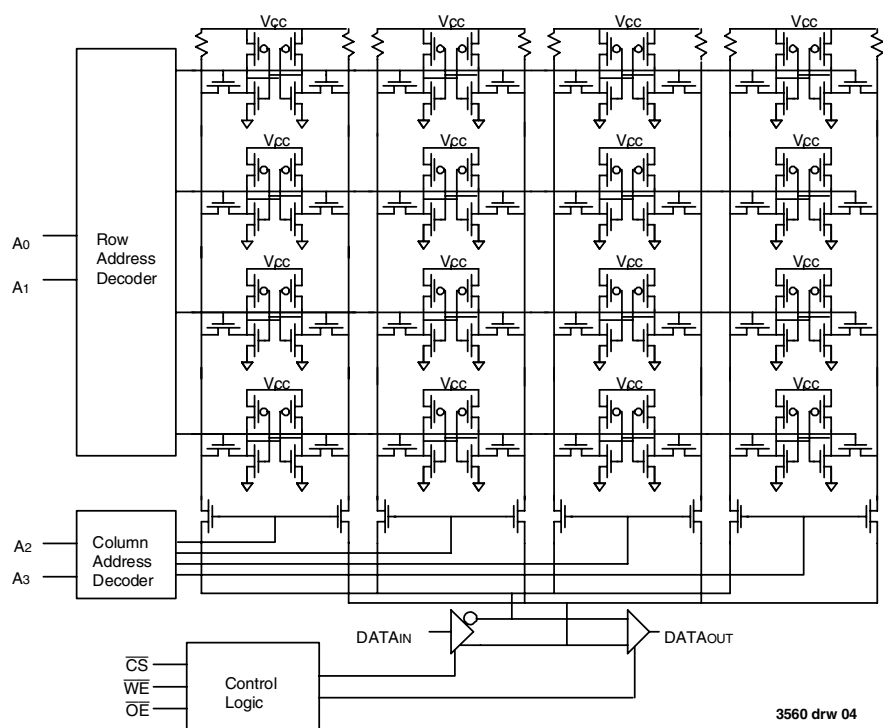 Vcc Vcc Vcc Vcc
Vcc Vcc Vcc Vcc
A0
Row
Address
Decoder
A1
Vcc Vcc Vcc Vcc
Vcc Vcc Vcc Vcc
A2
Column
Address
Decoder
A3
DATAIN
DATAOUT
CS
WE
OE
Control
Logic
3560 drw 04